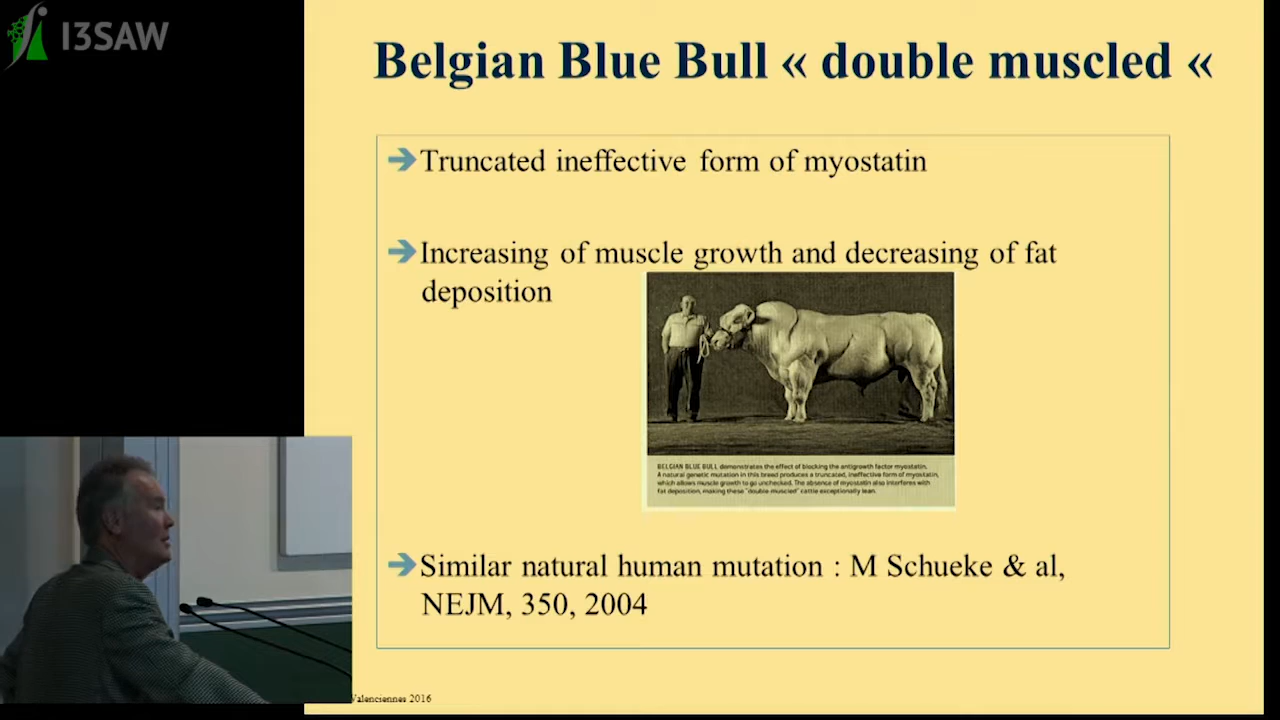 I3SAW
Belgian Blue Bull « double muscled «
Truncated ineffective form of myostatin
Increasing of muscle growth and decreasing of fat
deposition
BELGIAN BLUE BULL demonstrates the effect of blocking the antigrowth factor myostatin.
A natural genetic mutation in this breed produces a truncated, ineffective form of myostatin,
which allows muscle growth to go unchecked. The absence of myostatin also interferes with
fat deposition, making these "double muscled" cattle exceptionally lean.
Similar natural human mutation : M Schueke & al,
NEJM, 350, 2004
Valenciennes 2016